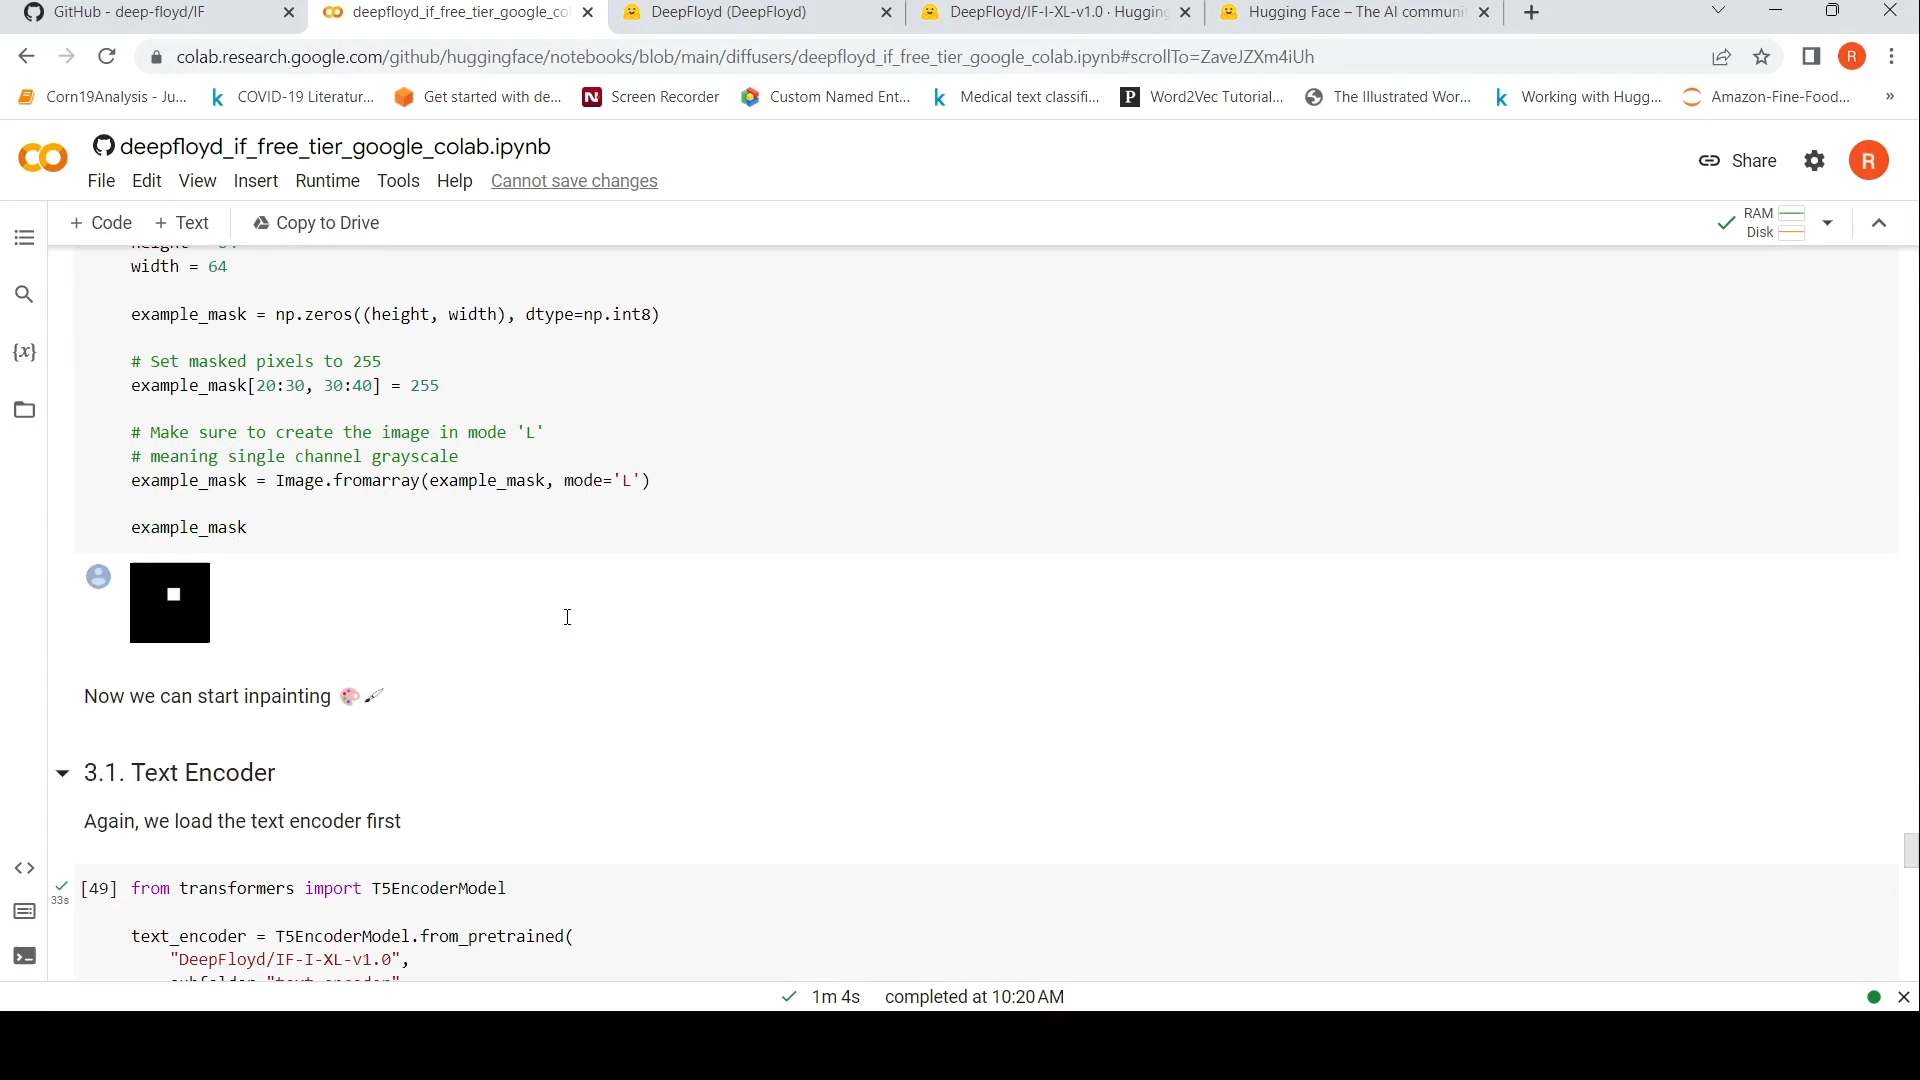 GitHub - deep-floyd/IF
deepfloyd_if_free_tier_google_co
DeepFloyd (DeepFloyd)
DeepFloyd/IF-I-XL-v1.0 · Hugging
Hugging Face – The AI communit
colab.research.google.com/github/huggingface/notebooks/blob/main/diffusers/deepfloyd_if_free_tier_google_colab.ipynb#scrollTo=ZaveJZXm4iUh
R
Corn19Analysis - Ju...
COVID-19 Literatur...
Get started with de...
Screen Recorder
Custom Named Ent...
Medical text classifi...
Word2Vec Tutorial...
The Illustrated Wor...
Working with Hugg...
Amazon-Fine-Food...
»
deepfloyd_if_free_tier_google_colab.ipynb
File Edit View Insert Runtime Tools Help Cannot save changes
Share
R
+ Code + Text Copy to Drive
RAM
Disk
width = 64
example_mask = np.zeros((height, width), dtype=np.int8)
# Set masked pixels to 255
example_mask[20:30, 30:40] = 255
# Make sure to create the image in mode 'L'
# meaning single channel grayscale
example_mask = Image.fromarray(example_mask, mode='L')
example_mask
Now we can start inpainting 🎨🖌️
3.1. Text Encoder
Again, we load the text encoder first
[49] from transformers import T5EncoderModel
33s
text_encoder = T5EncoderModel.from_pretrained(
"DeepFloyd/IF-I-XL-v1.0",
1m 4s completed at 10:20 AM